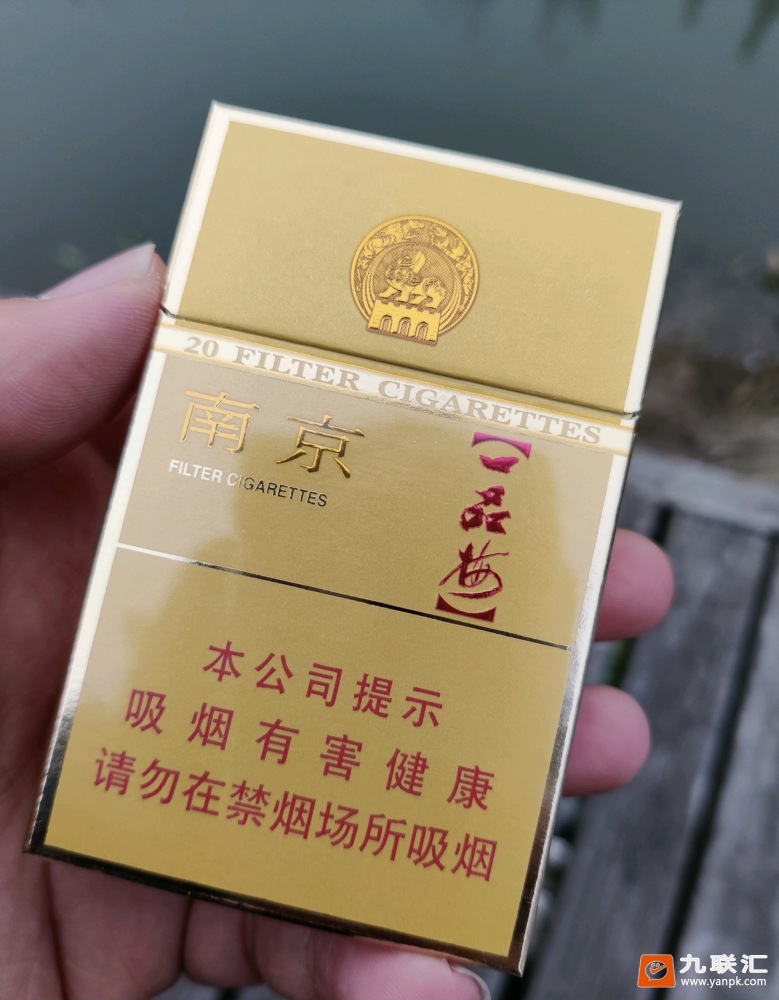 20 FILTER CIGARETTES
南京
FILTER CIGARETTES
【一品梅】
本公司提示
吸烟有害健康
请勿在禁烟场所吸烟
九联汇
www.yanpk.com